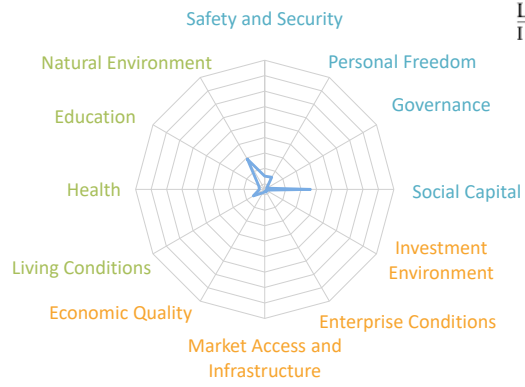 Safety and Security
Natural Environment
Personal Freedom
Education
Governance
Health
Social Capital
Investment
Environment
Living Conditions
Economic Quality
Enterprise Conditions
Market Access and
Infrastructure